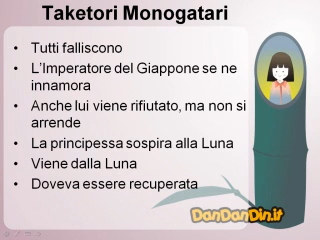 Taketori Monogatari
• Tutti falliscono
• L'Imperatore del Giappone se ne
innamora
• Anche lui viene rifiutato, ma non si
arrende
• La principessa sospira alla Luna
• Viene dalla Luna
• Doveva essere recuperata
DanDanDin.it